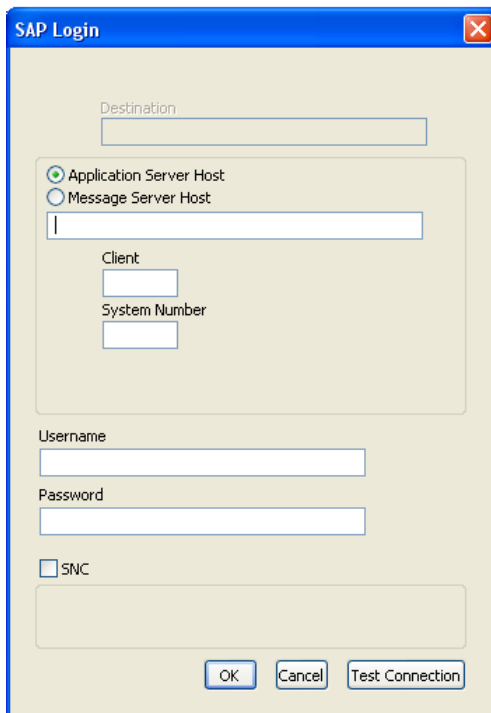 SAP Login
Destination
Application Server Host
Message Server Host
Client
System Number
Username
Password
SNC
OK Cancel Test Connection